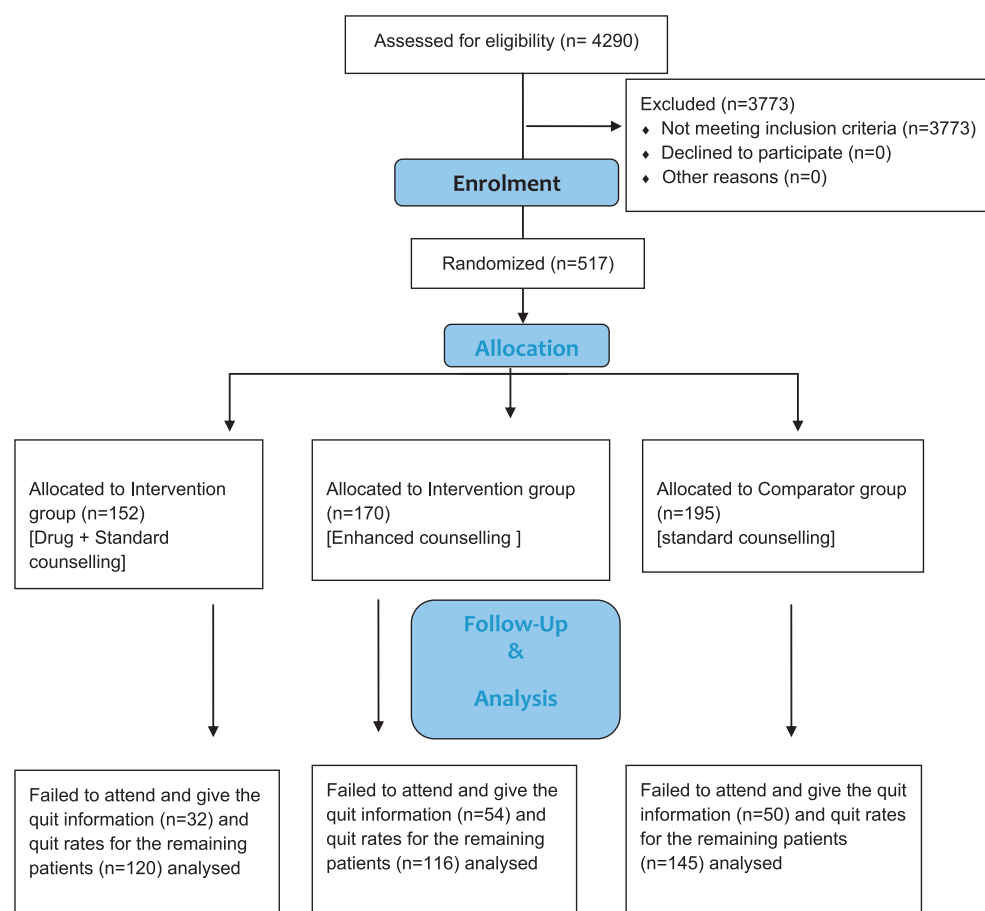 Assessed for eligibility (n= 4290)
Excluded (n=3773)
♦ Not meeting inclusion criteria (n=3773)
♦ Declined to participate (n=0)
♦ Other reasons (n=0)
Enrolment
Randomized (n=517)
Allocation
Allocated to Intervention
group (n=152)
[Drug + Standard
counselling]
Allocated to Intervention group
(n=170)
[Enhanced counselling ]
Allocated to Comparator group
(n=195)
[standard counselling]
Follow-Up
&
Analysis
Failed to attend and give the
quit information (n=32) and
quit rates for the remaining
patients (n=120) analysed
Failed to attend and give the
quit information (n=54) and
quit rates for the remaining
patients (n=116) analysed
Failed to attend and give the quit
information (n=50) and quit rates
for the remaining patients
(n=145) analysed